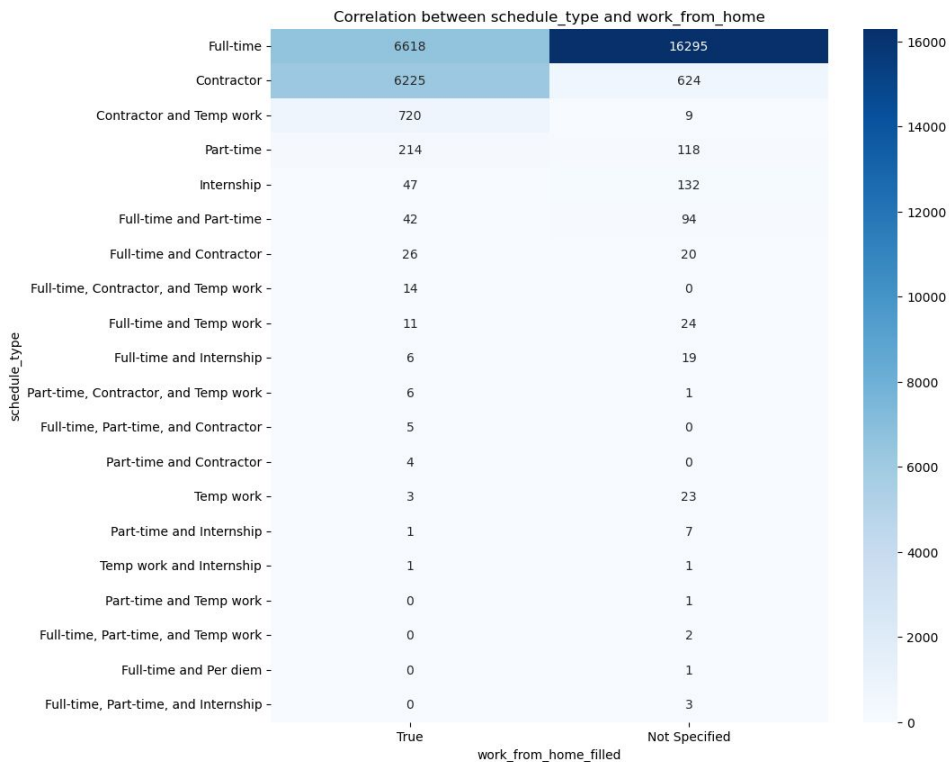 Correlation between schedule_type and work_from_home
Full-time 6618 16295
Contractor 6225 624
Contractor and Temp work 720 9
Part-time 214 118
Internship 47 132
Full-time and Part-time 42 94
Full-time and Contractor 26 20
Full-time, Contractor, and Temp work 14 0
Full-time and Temp work 11 24
Full-time and Internship 6 19
Part-time, Contractor, and Temp work 6 1
Full-time, Part-time, and Contractor 5 0
Part-time and Contractor 4 0
Temp work 3 23
Part-time and Internship 1 7
Temp work and Internship 1 1
Part-time and Temp work 0 1
Full-time, Part-time, and Temp work 0 2
Full-time and Per diem 0 1
Full-time, Part-time, and Internship 0 3
schedule_type
True Not Specified
work_from_home_filled
16000
14000
12000
10000
8000
6000
4000
2000
0